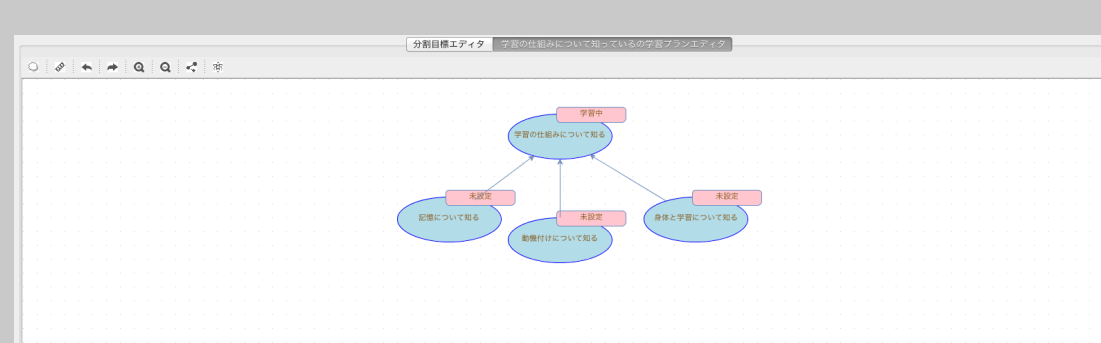 分割目標エディタ
学習の仕組みについて知っているの学習プランエディタ
学習中
学習の仕組みについて知る
未設定
記憶について知る
未設定
動機付けについて知る
未設定
身体と学習について知る